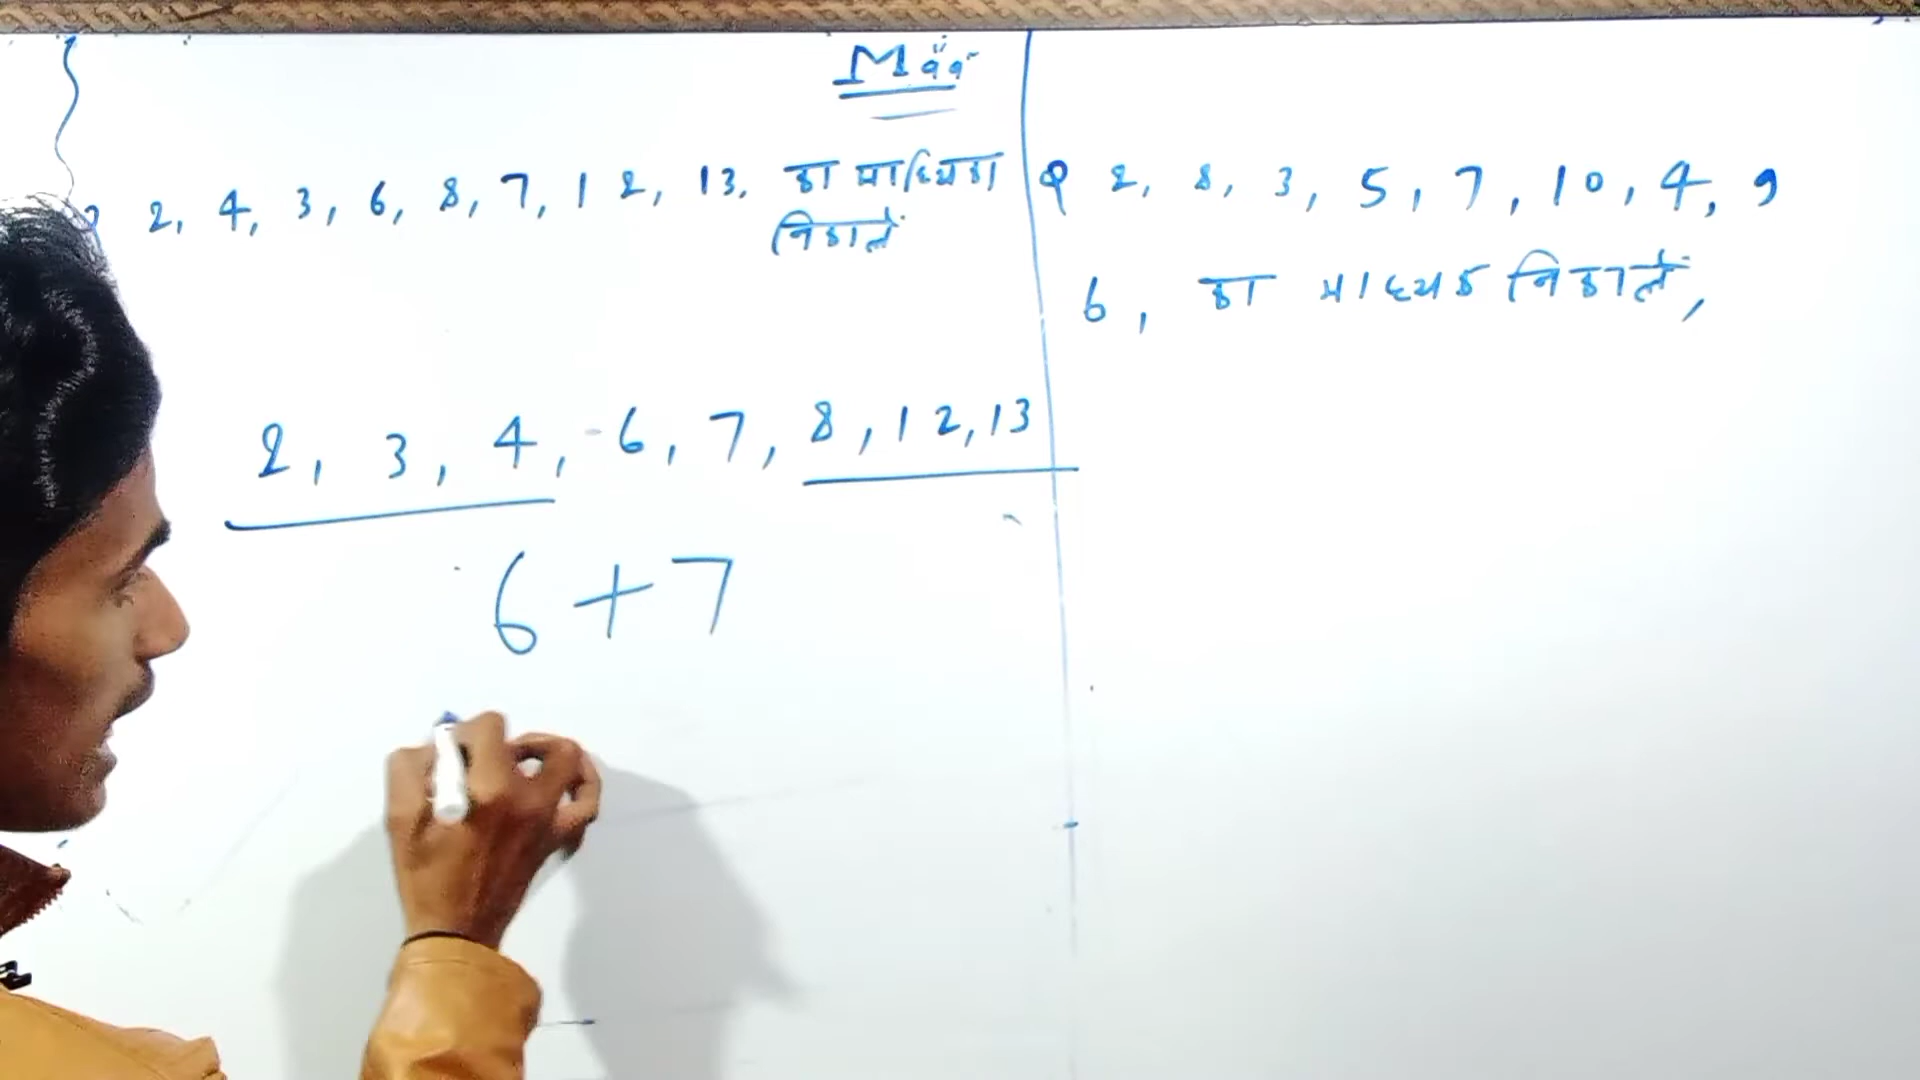 2, 4, 3, 6, 8, 7, 12, 13. का माध्यिका
निकालें
Q 2, 8, 3, 5, 7, 10, 4, 9
6, का माध्यक निकालें,
2, 3, 4, 6, 7, 8, 12, 13
6+7